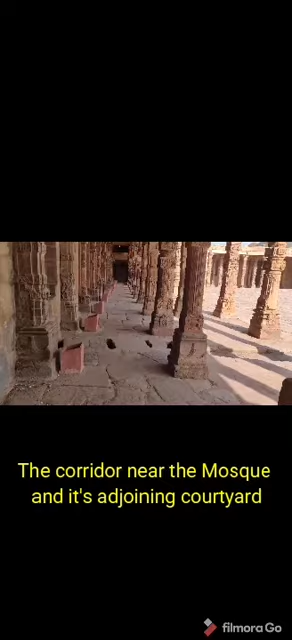 The corridor near the Mosque
and it's adjoining courtyard
filmora Go